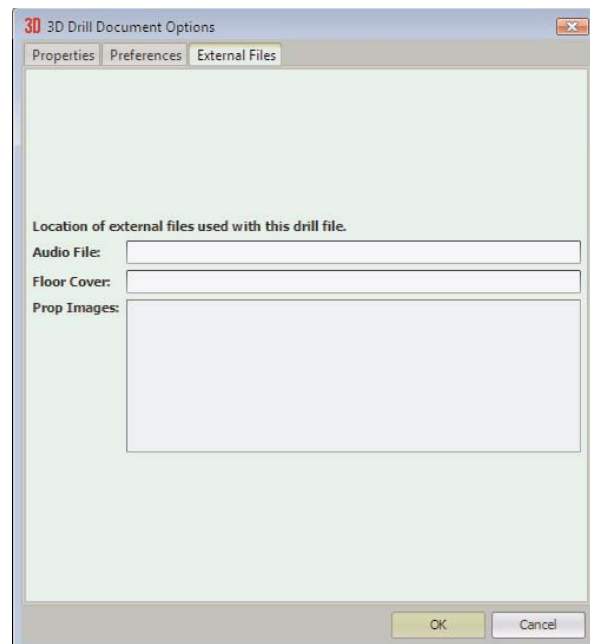 3D 3D Drill Document Options
Properties Preferences External Files
Location of external files used with this drill file.
Audio File:
Floor Cover:
Prop Images:
OK Cancel